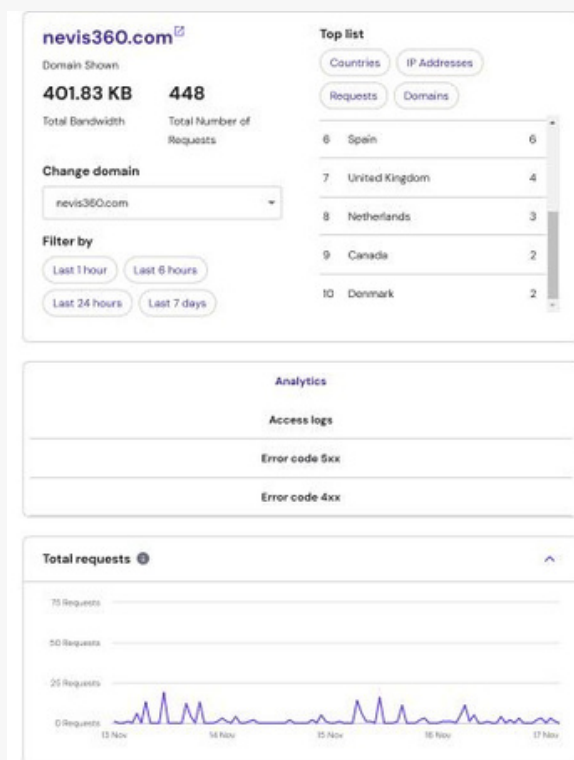 nevis360.com
Domain Shown
401.83 KB
Total Bandwidth
448
Total Number of
Requests
Change domain
nevis360.com
Filter by
Last 1 hour
Last 6 hours
Last 24 hours
Last 7 days
Top list
Countries
IP Addresses
Requests
Domains
6 Spain 6
7 United Kingdom 4
8 Netherlands 3
9 Canada 2
10 Denmark 2
Analytics
Access logs
Error code 5xx
Error code 4xx
Total requests
75 Requests
50 Requests
25 Requests
0 Requests
13 Nov 14 Nov 15 Nov 16 Nov 17 Nov